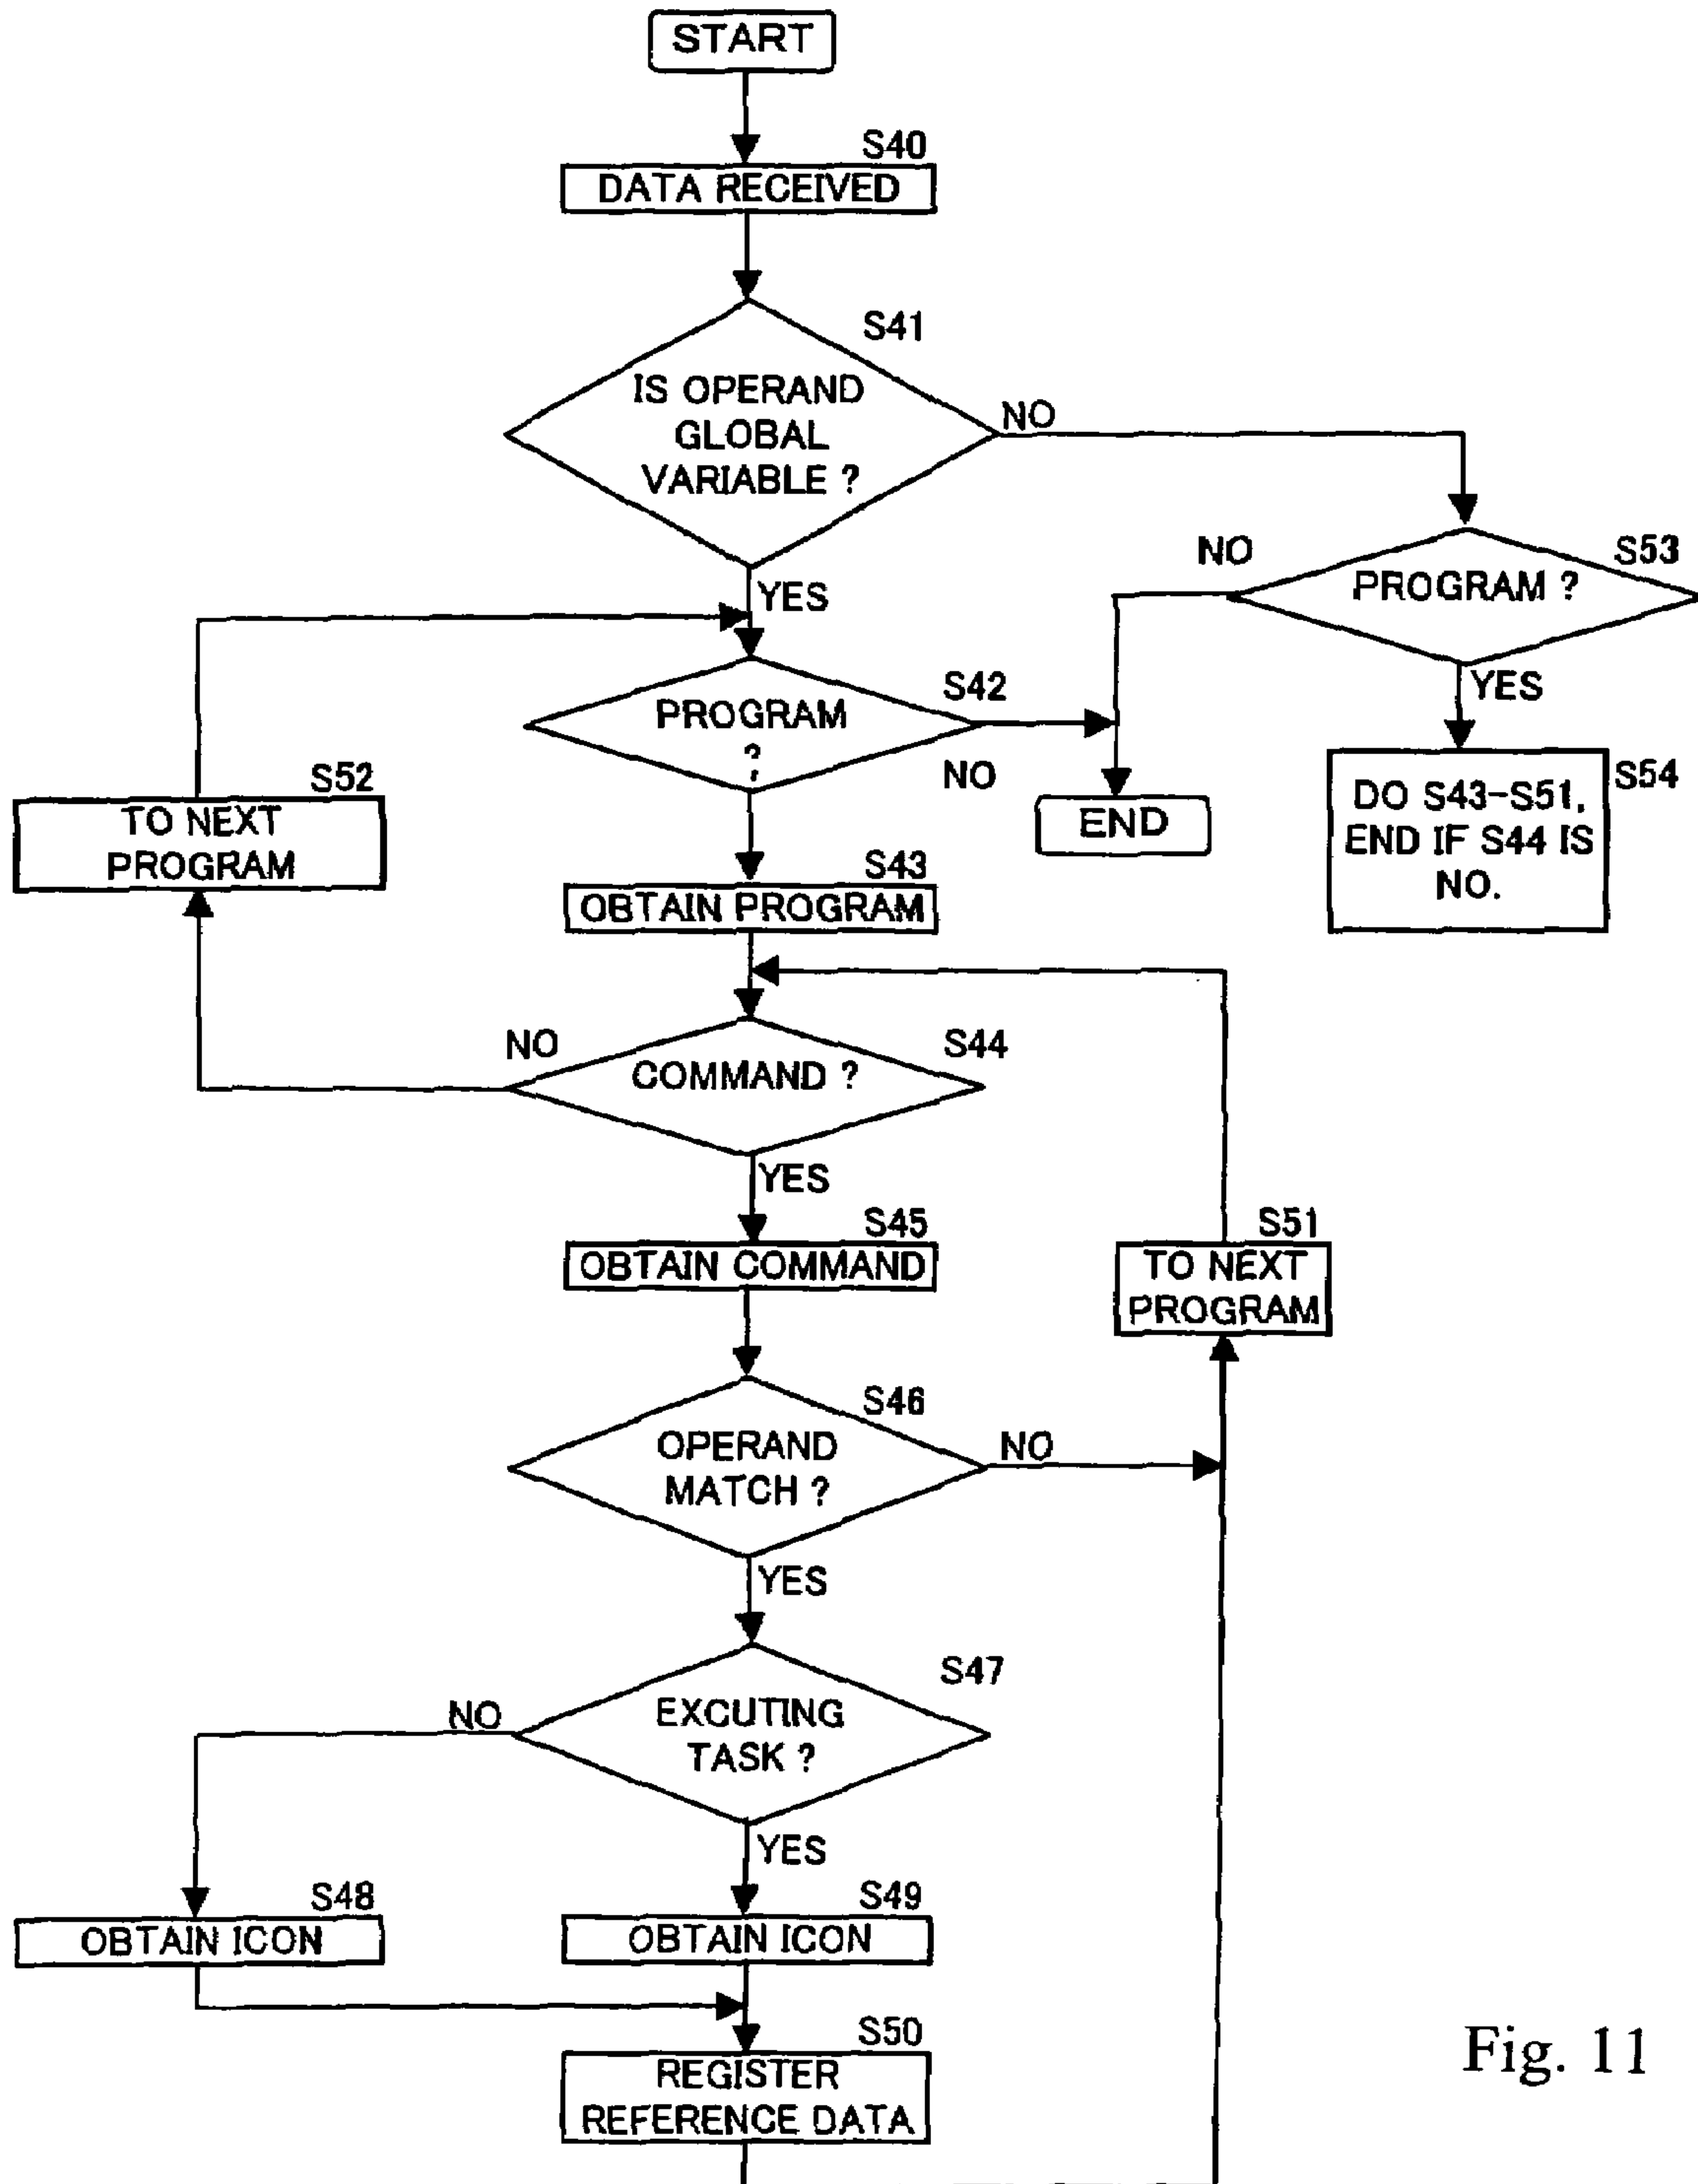 START
S40
DATA RECEIVED
S41
IS OPERAND
GLOBAL
VARIABLE ?
NO
YES
NO
S53
PROGRAM ?
YES
S42
PROGRAM
?
NO
S54
DO S43-S51,
END IF S44 IS
NO.
END
S52
TO NEXT
PROGRAM
S43
OBTAIN PROGRAM
NO
S44
COMMAND ?
YES
S45
OBTAIN COMMAND
S51
TO NEXT
PROGRAM
S46
OPERAND
MATCH ?
NO
YES
S47
EXCUTING
TASK ?
NO
YES
S48
OBTAIN ICON
S49
OBTAIN ICON
S50
REGISTER
REFERENCE DATA
Fig. 11